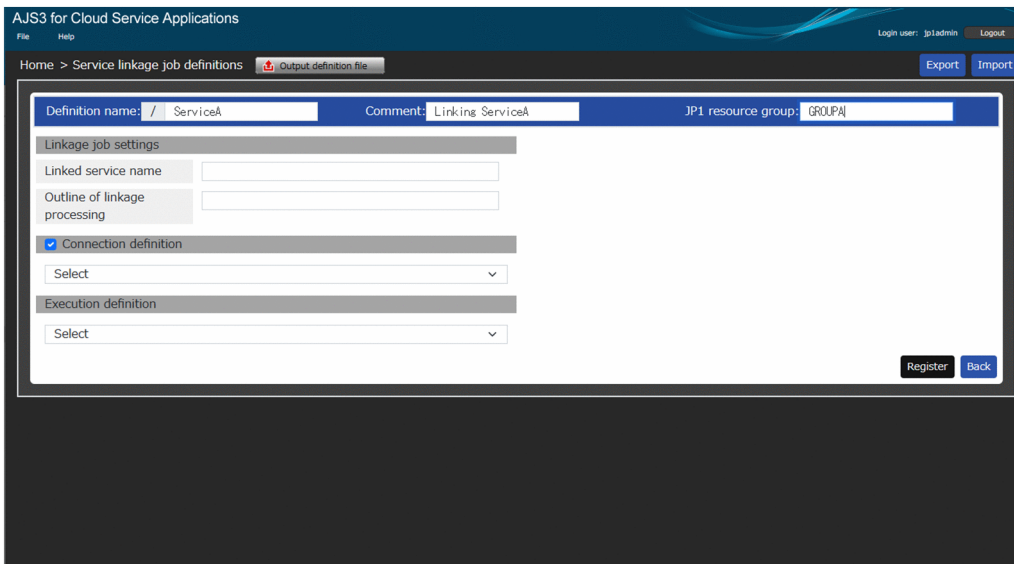 AJS3 for Cloud Service Applications
File Help
Login user: jp1admin Logout
Home > Service linkage job definitions Output definition file Export Import
Definition name: / ServiceA Comment: Linking ServiceA JP1 resource group: GROUPA
Linkage job settings
Linked service name
Outline of linkage
processing
Connection definition
Select
Execution definition
Select
Register Back